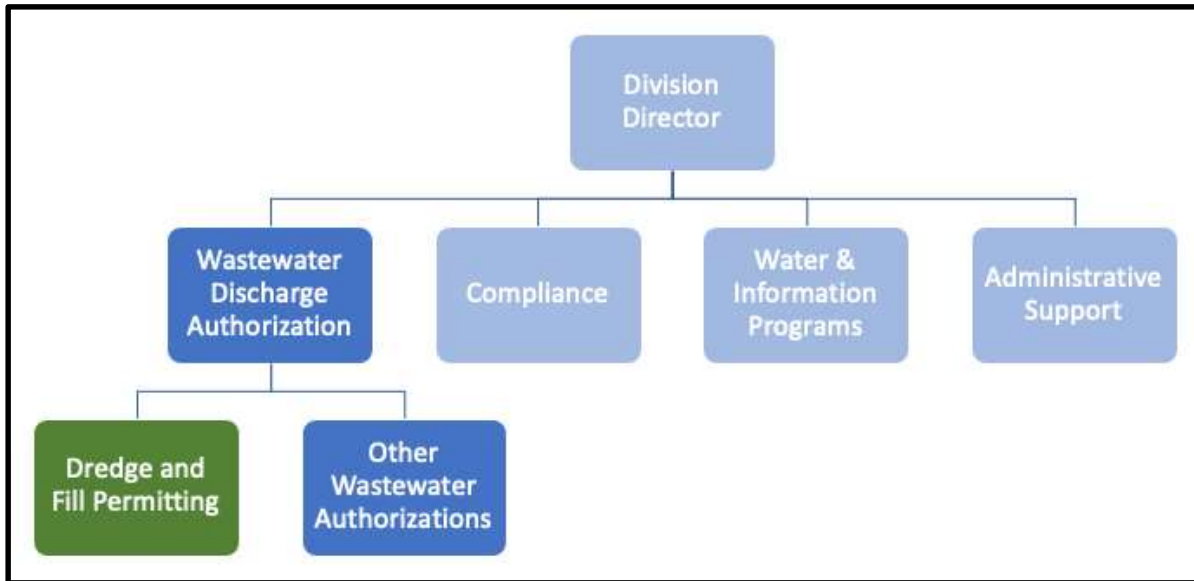 Division
Director
Wastewater
Discharge
Authorization
Compliance
Water &
Information
Programs
Administrative
Support
Dredge and
Fill Permitting
Other
Wastewater
Authorizations